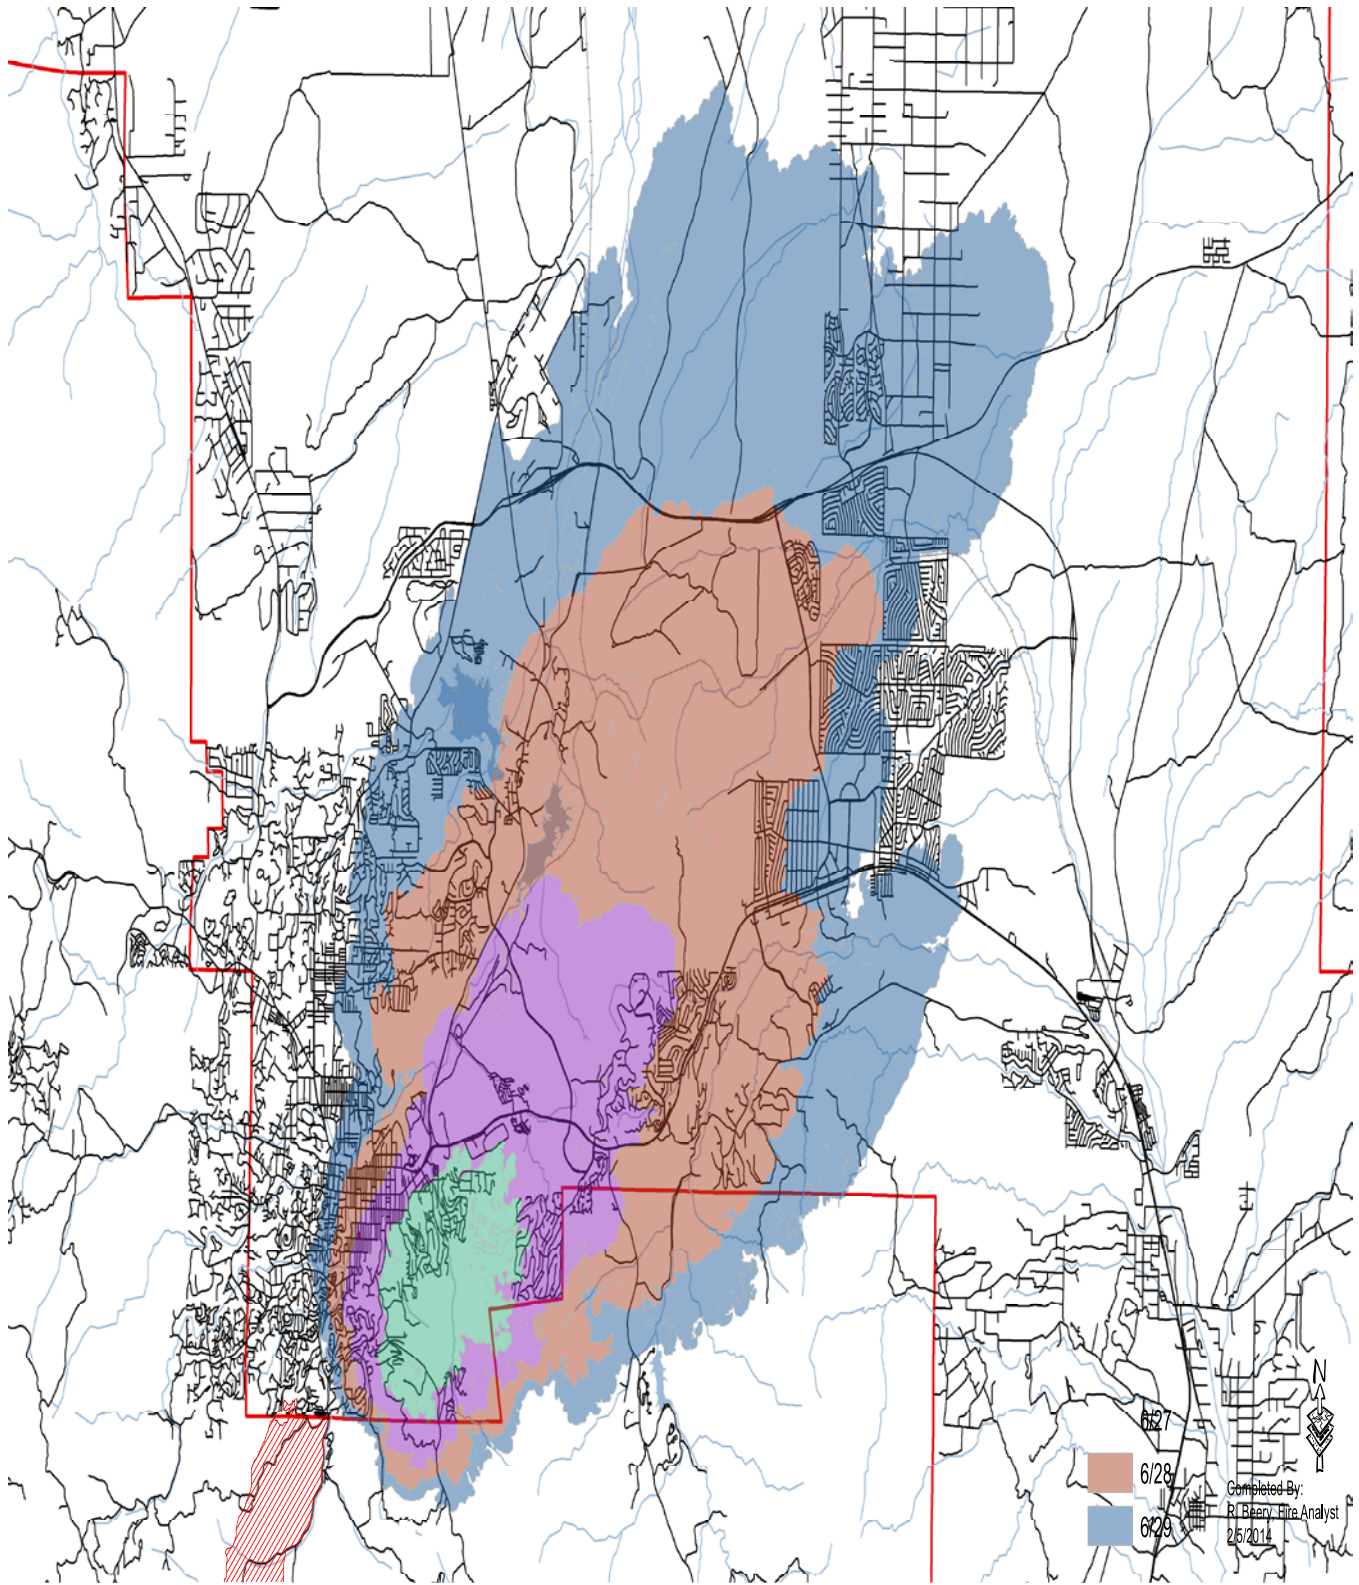 N
6/27
6/28
6/29
Completed By:
R. Beery, Fire Analyst
2/5/2014